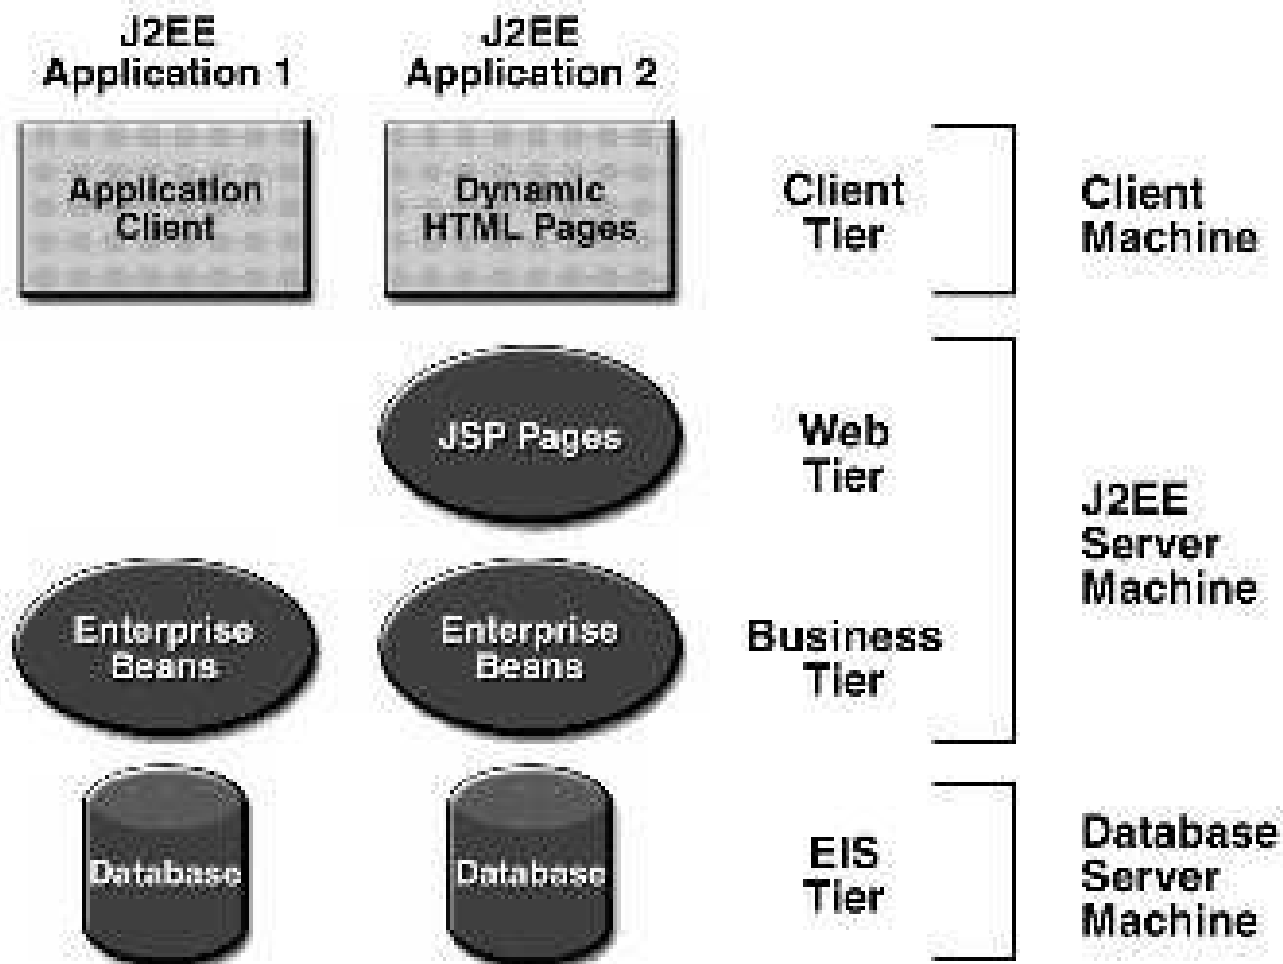 J2EE
Application 1
J2EE
Application 2
Application
Client
Dynamic
HTML Pages
Client
Tier
Client
Machine
JSP Pages
Web
Tier
J2EE
Server
Machine
Enterprise
Beans
Enterprise
Beans
Business
Tier
Database
Database
EIS
Tier
Database
Server
Machine